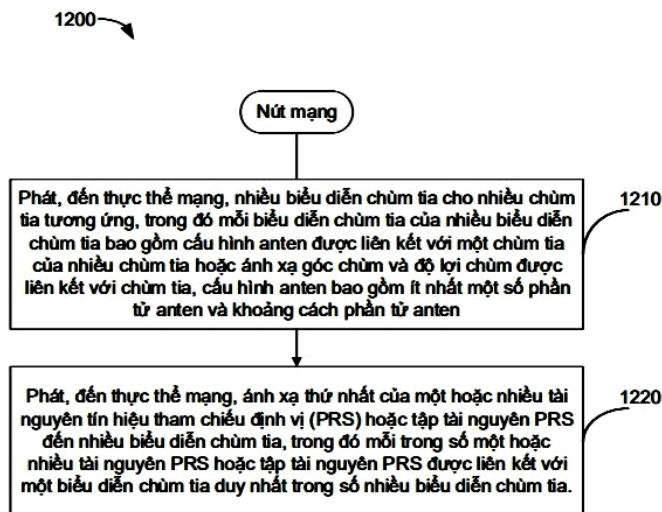 1200
Nút mạng
Phát, đến thực thể mạng, nhiều biểu diễn chùm tia cho nhiều chùm
tia tương ứng, trong đó mỗi biểu diễn chùm tia của nhiều biểu diễn
chùm tia bao gồm cấu hình anten được liên kết với một chùm tia
của nhiều chùm tia hoặc ánh xạ góc chùm và độ lợi chùm được
liên kết với chùm tia, cấu hình anten bao gồm ít nhất một số phần
tử anten và khoảng cách phần tử anten
1210
Phát, đến thực thể mạng, ánh xạ thứ nhất của một hoặc nhiều tài
nguyên tín hiệu tham chiếu định vị (PRS) hoặc tập tài nguyên PRS
đến nhiều biểu diễn chùm tia, trong đó mỗi trong số một hoặc
nhiều tài nguyên PRS hoặc tập tài nguyên PRS được liên kết với
một biểu diễn chùm tia duy nhất trong số nhiều biểu diễn chùm tia.
1220